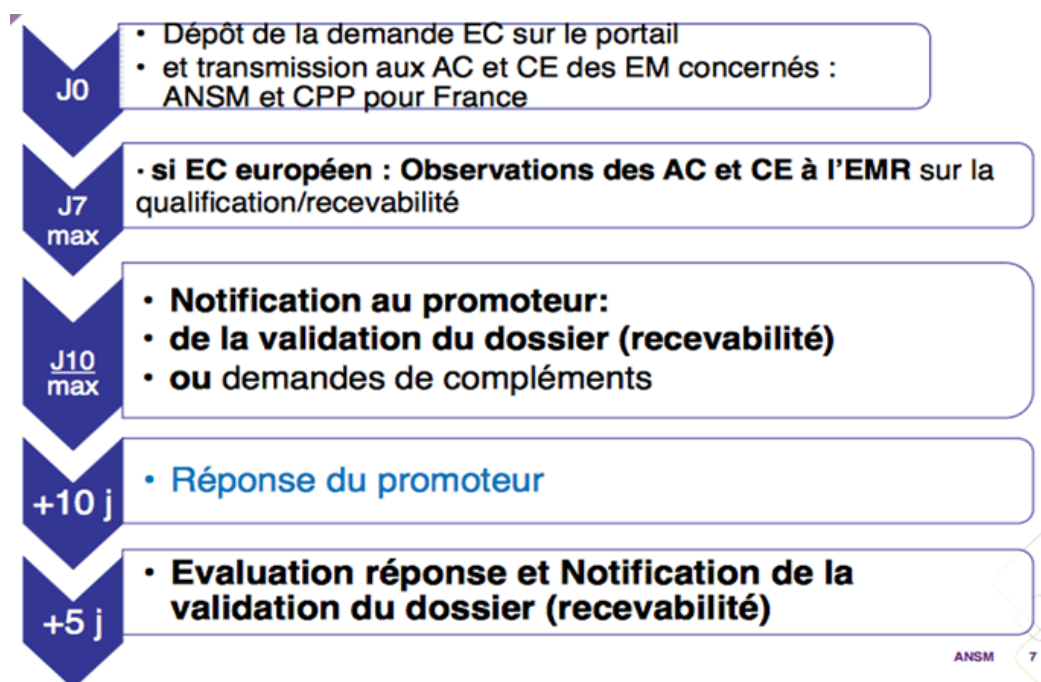 J0
• Dépôt de la demande EC sur le portail
• et transmission aux AC et CE des EM concernés :
ANSM et CPP pour France
J7
max
· si EC européen : Observations des AC et CE à l'EMR sur la
qualification/recevabilité
J10
max
• Notification au promoteur:
• de la validation du dossier (recevabilité)
• ou demandes de compléments
+10 j
• Réponse du promoteur
+5 j
• Evaluation réponse et Notification de la
validation du dossier (recevabilité)
ANSM 7